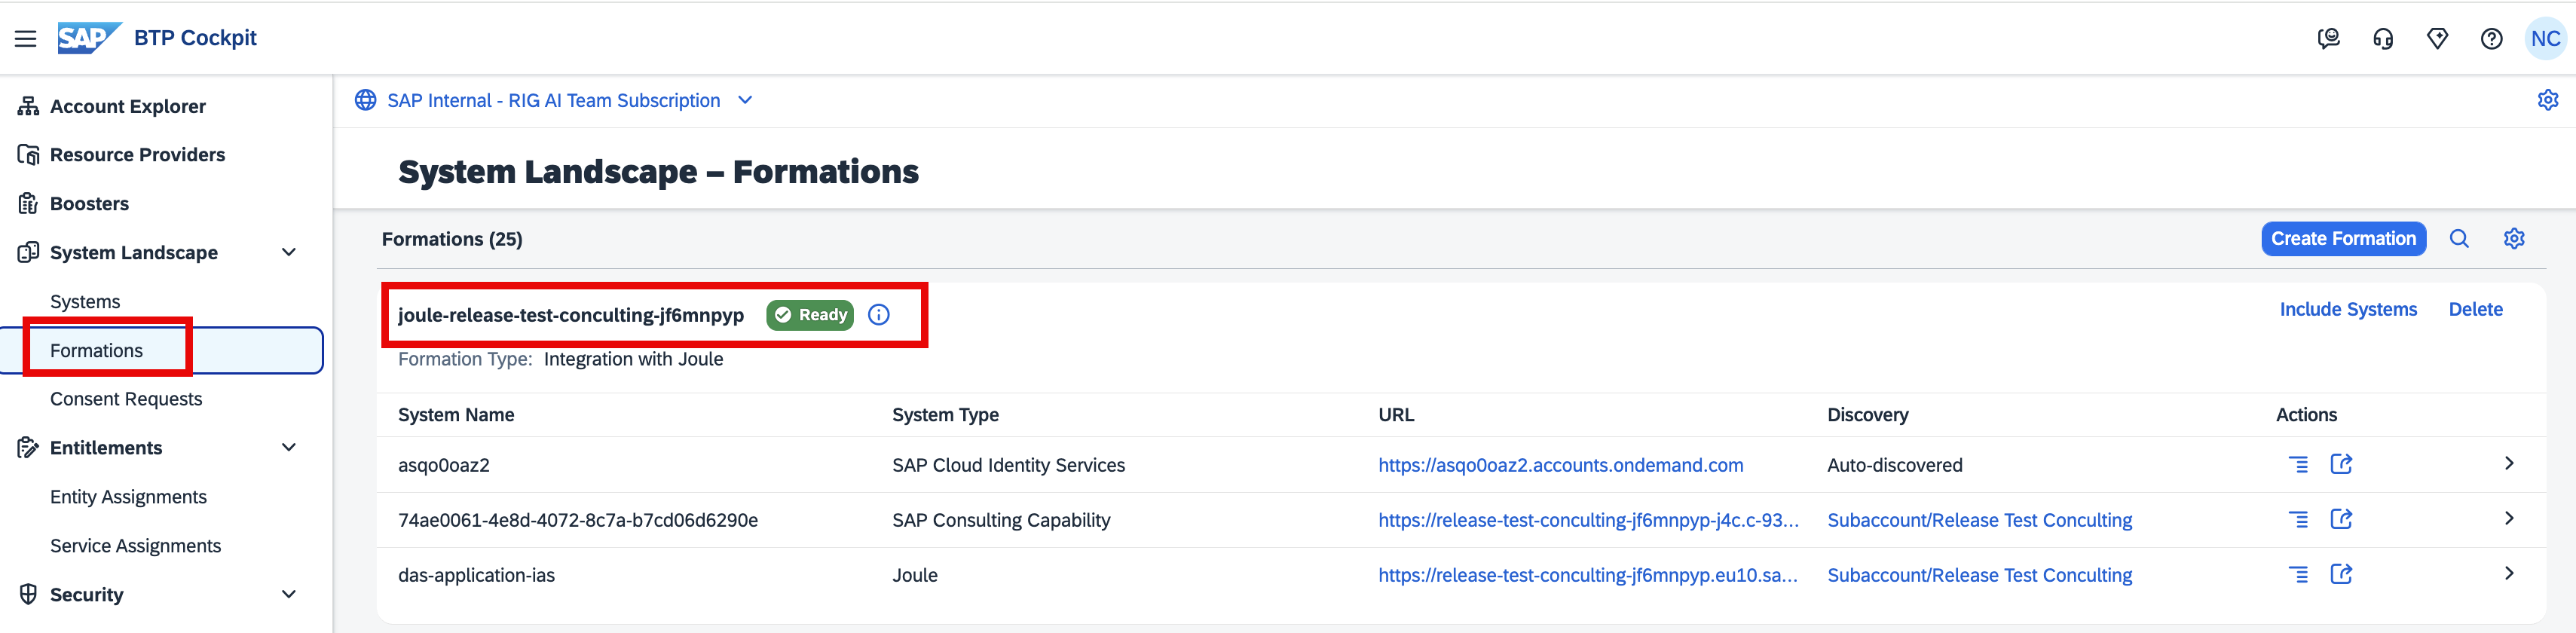 SAP BTP Cockpit
NC
Account Explorer
Resource Providers
Boosters
System Landscape
Systems
Formations
Consent Requests
Entitlements
Entity Assignments
Service Assignments
Security
SAP Internal - RIG AI Team Subscription
System Landscape – Formations
Formations (25)
Create Formation
joule-release-test-conculting-jf6mnpyp Ready
Include Systems Delete
Formation Type: Integration with Joule
System Name System Type URL Discovery Actions
asqo0oaz2 SAP Cloud Identity Services https://asqo0oaz2.accounts.ondemand.com Auto-discovered
74ae0061-4e8d-4072-8c7a-b7cd06d6290e SAP Consulting Capability https://release-test-conculting-jf6mnpyp-j4c.c-93... Subaccount/Release Test Conculting
das-application-ias Joule https://release-test-conculting-jf6mnpyp.eu10.sa... Subaccount/Release Test Conculting